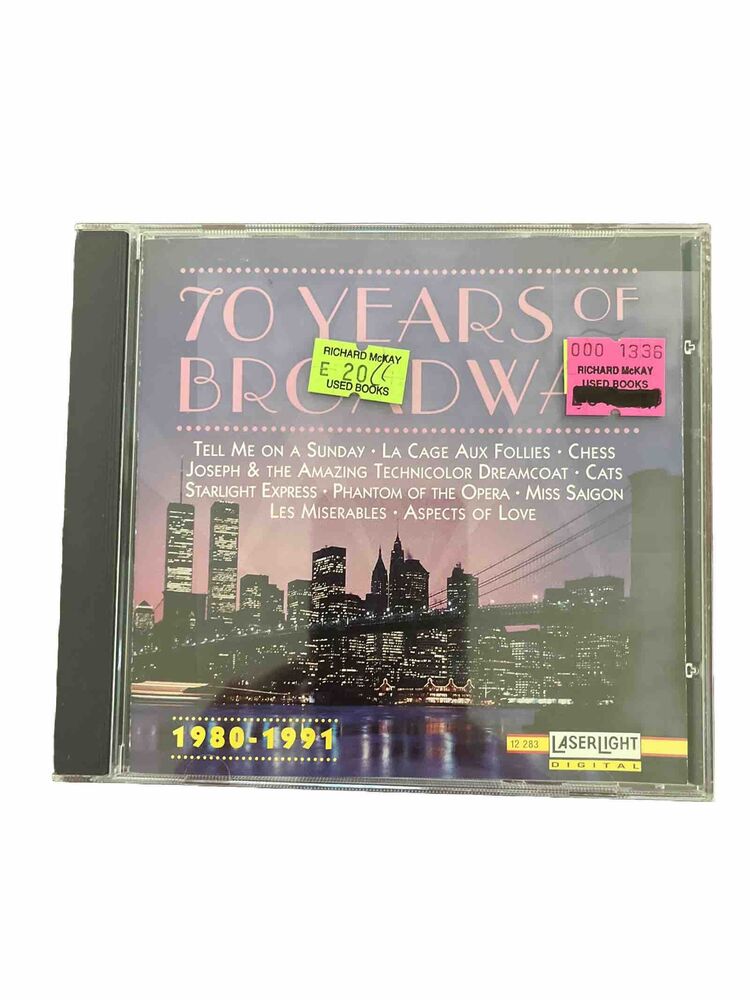 70 YEARS OF
BROADWA
RICHARD McKAY
E 20
USED BOOKS
000 1336
RICHARD McKAY
USED BOOKS
TELL ME ON A SUNDAY · LA CAGE AUX FOLLIES · CHESS
JOSEPH & THE AMAZING TECHNICOLOR DREAMCOAT · CATS
STARLIGHT EXPRESS · PHANTOM OF THE OPERA · MISS SAIGON
LES MISERABLES · ASPECTS OF LOVE
1980-1991
12 283
LASERLIGHT
DIGITAL